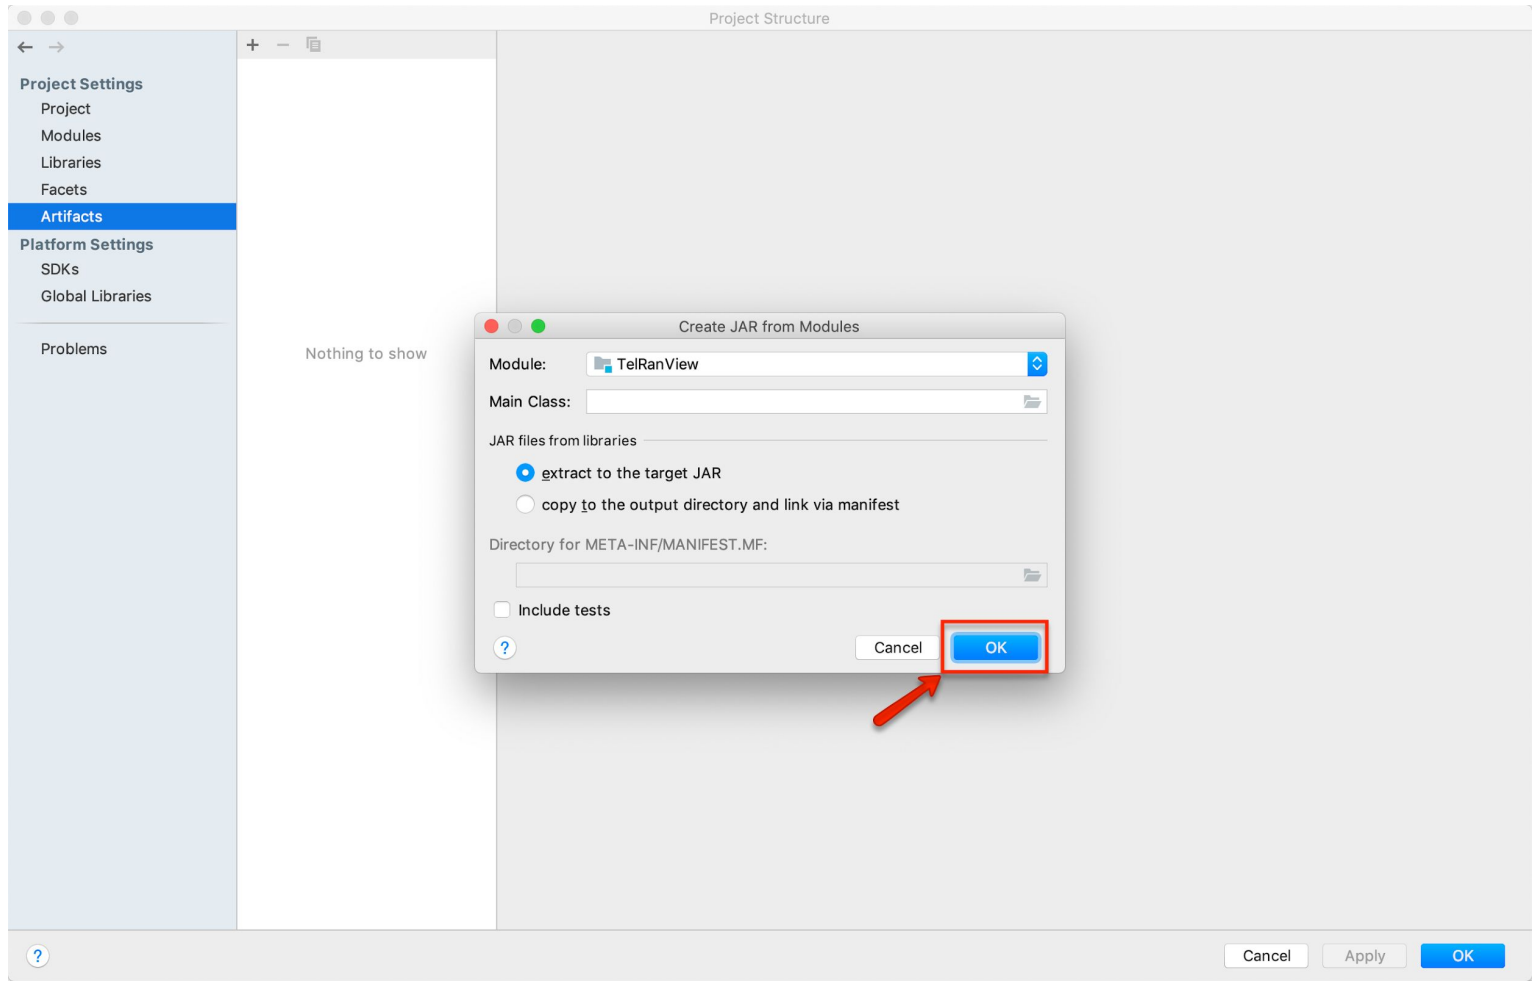 Project Structure
Project Settings
Project
Modules
Libraries
Facets
Artifacts
Platform Settings
SDKs
Global Libraries
Problems
Nothing to show
Create JAR from Modules
Module: TelRanView
Main Class:
JAR files from libraries
extract to the target JAR
copy to the output directory and link via manifest
Directory for META-INF/MANIFEST.MF:
Include tests
? Cancel OK
? Cancel Apply OK